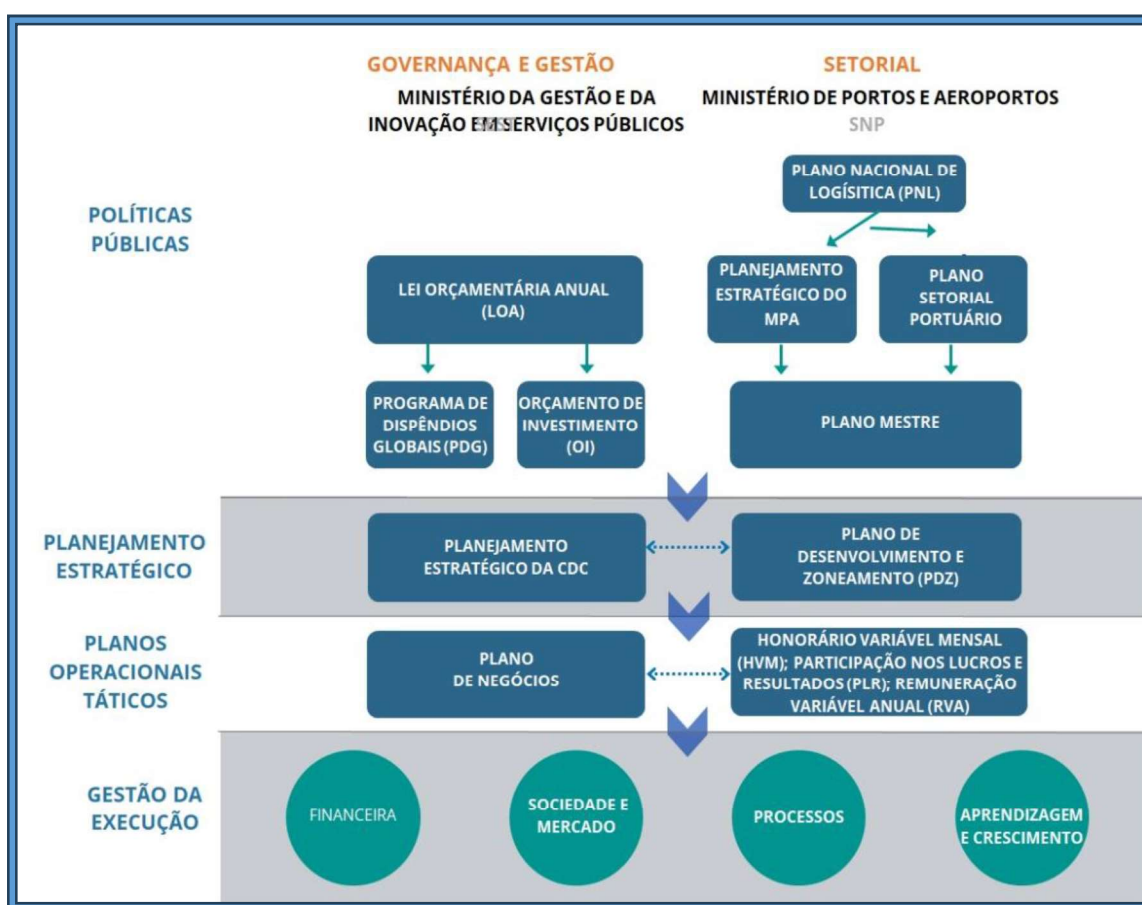 GOVERNANÇA E GESTÃO
MINISTÉRIO DA GESTÃO E DA
INOVAÇÃO EM SERVIÇOS PÚBLICOS
SETORIAL
MINISTÉRIO DE PORTOS E AEROPORTOS
SNP
POLÍTICAS
PÚBLICAS
PLANO NACIONAL DE
LOGÍSITICA (PNL)
LEI ORÇAMENTÁRIA ANUAL
(LOA)
PLANEJAMENTO
ESTRATÉGICO DO
MPA
PLANO
SETORIAL
PORTUÁRIO
PROGRAMA DE
DISPÊNDIOS
GLOBAIS (PDG)
ORÇAMENTO DE
INVESTIMENTO
(OI)
PLANO MESTRE
PLANEJAMENTO
ESTRATÉGICO
PLANEJAMENTO
ESTRATÉGICO DA CDC
PLANO DE
DESENVOLVIMENTO E
ZONEAMENTO (PDZ)
PLANOS
OPERACIONAIS
TÁTICOS
PLANO
DE NEGÓCIOS
HONORÁRIO VARIÁVEL MENSAL
(HVM); PARTICIPAÇÃO NOS LUCROS E
RESULTADOS (PLR); REMUNERAÇÃO
VARIÁVEL ANUAL (RVA)
GESTÃO DA
EXECUÇÃO
FINANCEIRA
SOCIEDADE E
MERCADO
PROCESSOS
APRENDIZAGEM
E CRESCIMENTO